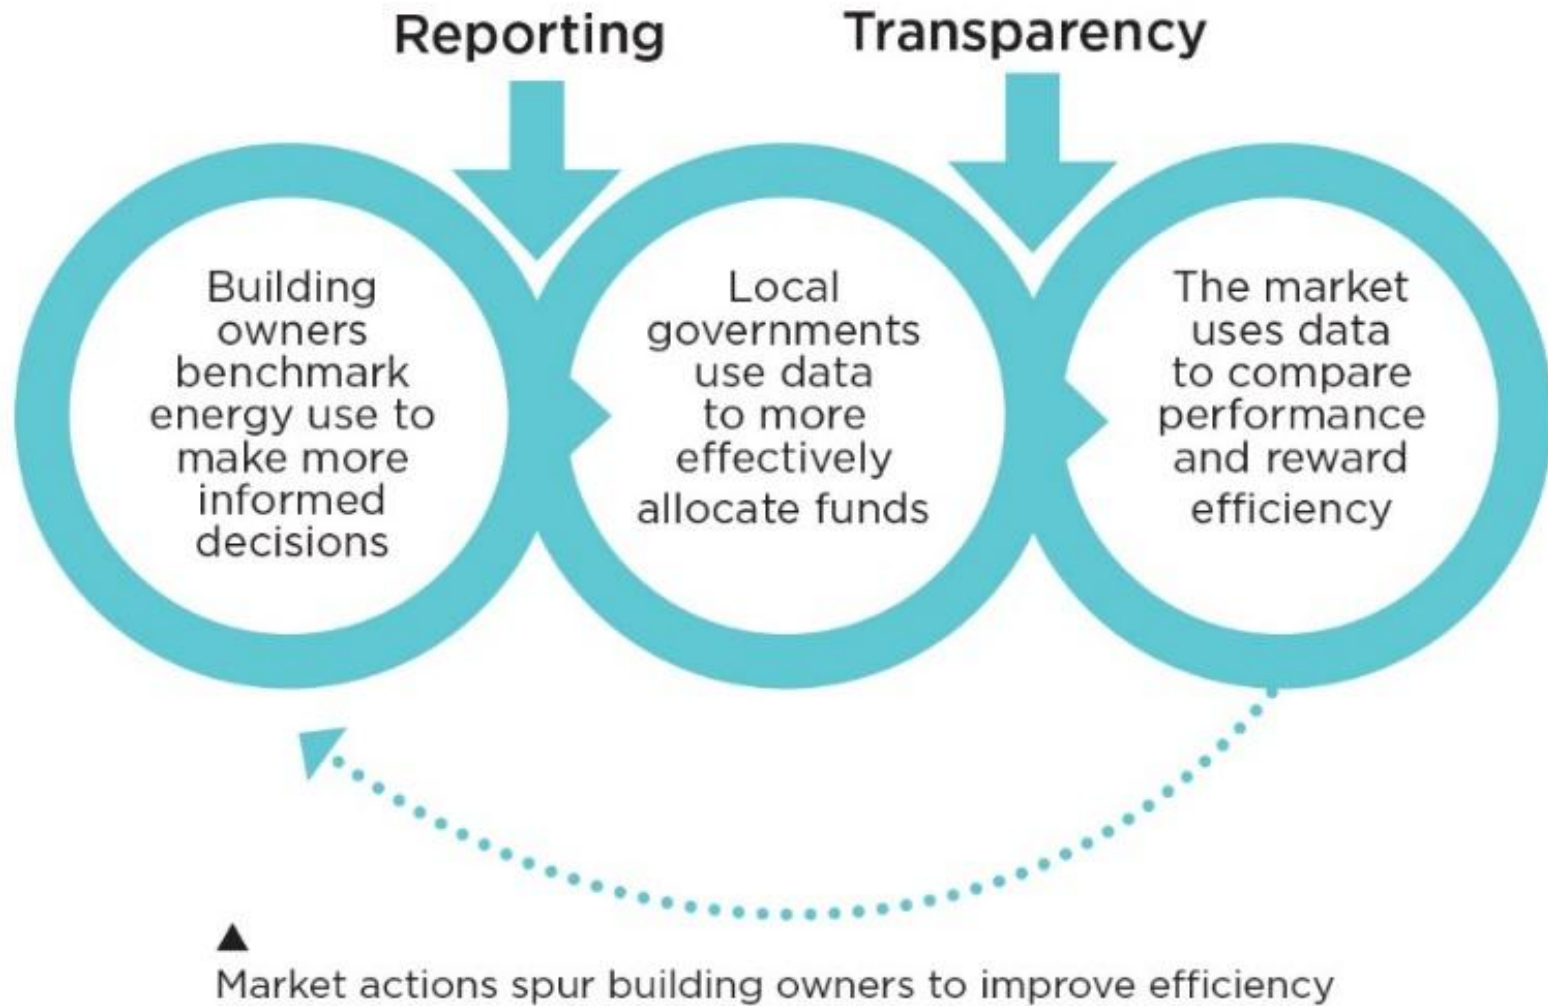 Reporting
Transparency
Building
owners
benchmark
energy use to
make more
informed
decisions
Local
governments
use data
to more
effectively
allocate funds
The market
uses data
to compare
performance
and reward
efficiency
Market actions spur building owners to improve efficiency